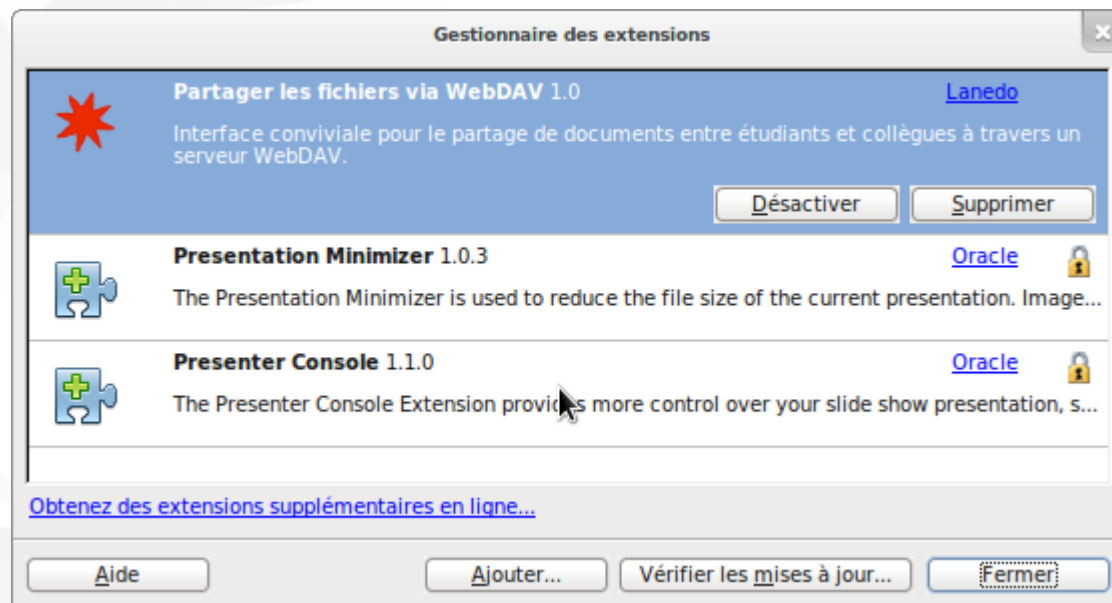 Gestionnaire des extensions
Partager les fichiers via WebDAV 1.0 Lanedo
Interface conviviale pour le partage de documents entre étudiants et collègues à travers un
serveur WebDAV.
Désactiver Supprimer
Presentation Minimizer 1.0.3 Oracle
The Presentation Minimizer is used to reduce the file size of the current presentation. Image...
Presenter Console 1.1.0 Oracle
The Presenter Console Extension provides more control over your slide show presentation, s...
Obtenez des extensions supplémentaires en ligne...
Aide Ajouter... Vérifier les mises à jour... Fermer